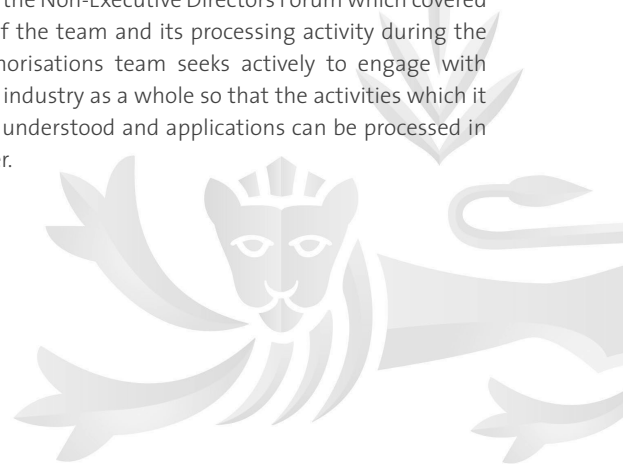 the Non-Executive Directors Forum which covered
f the team and its processing activity during the
horisations team seeks actively to engage with
industry as a whole so that the activities which it
understood and applications can be processed in
er.